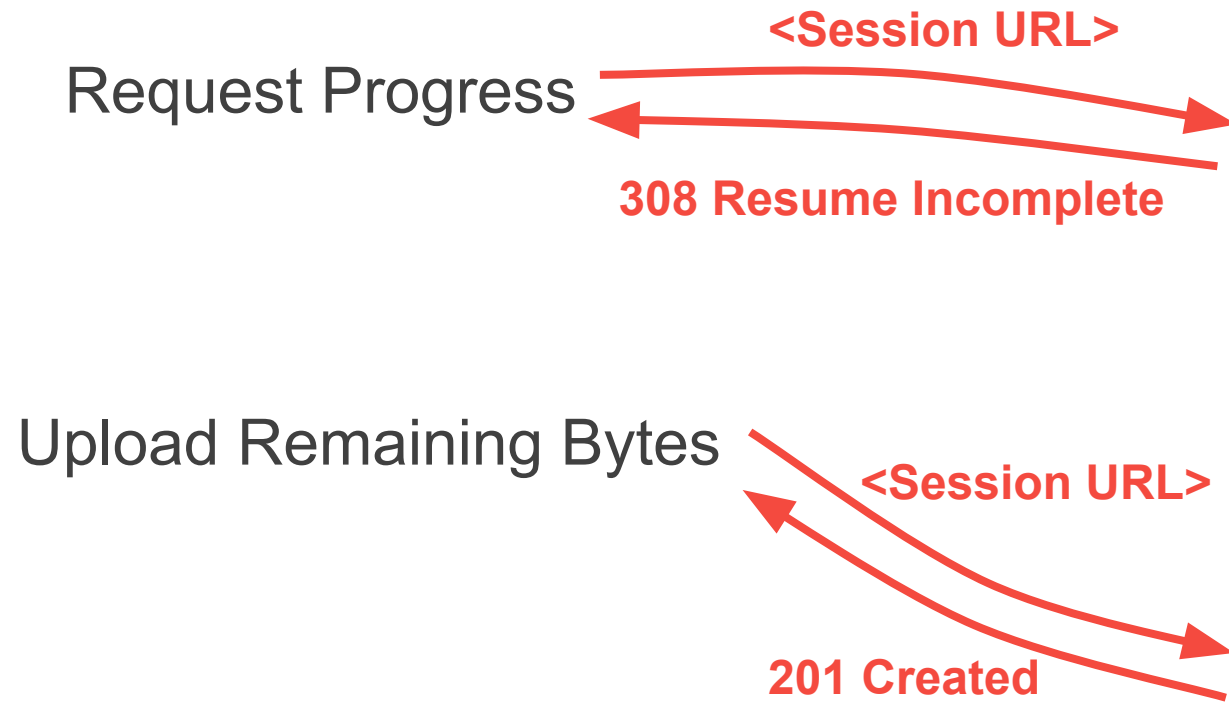 <Session URL>
Request Progress
308 Resume Incomplete
Upload Remaining Bytes
<Session URL>
201 Created